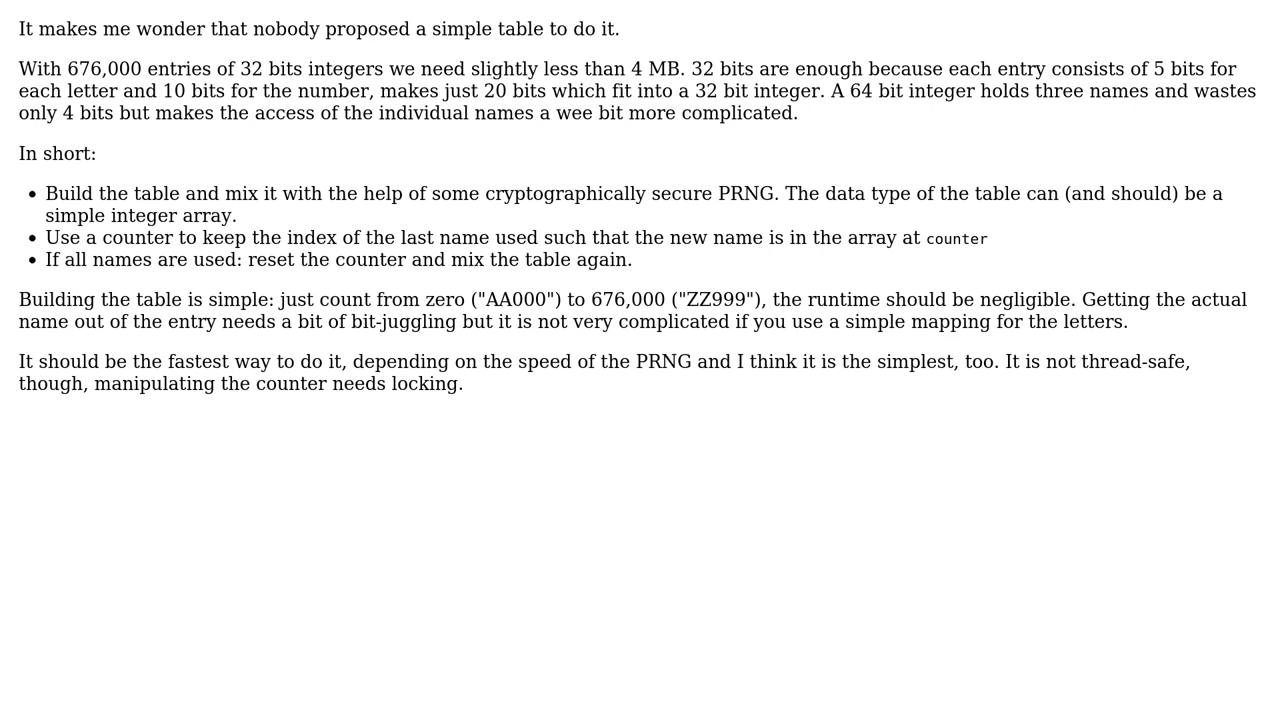 It makes me wonder that nobody proposed a simple table to do it.
With 676,000 entries of 32 bits integers we need slightly less than 4 MB. 32 bits are enough because each entry consists of 5 bits for
each letter and 10 bits for the number, makes just 20 bits which fit into a 32 bit integer. A 64 bit integer holds three names and wastes
only 4 bits but makes the access of the individual names a wee bit more complicated.
In short:
• Build the table and mix it with the help of some cryptographically secure PRNG. The data type of the table can (and should) be a
simple integer array.
• Use a counter to keep the index of the last name used such that the new name is in the array at counter
• If all names are used: reset the counter and mix the table again.
Building the table is simple: just count from zero ("AA000") to 676,000 ("ZZ999"), the runtime should be negligible. Getting the actual
name out of the entry needs a bit of bit-juggling but it is not very complicated if you use a simple mapping for the letters.
It should be the fastest way to do it, depending on the speed of the PRNG and I think it is the simplest, too. It is not thread-safe,
though, manipulating the counter needs locking.